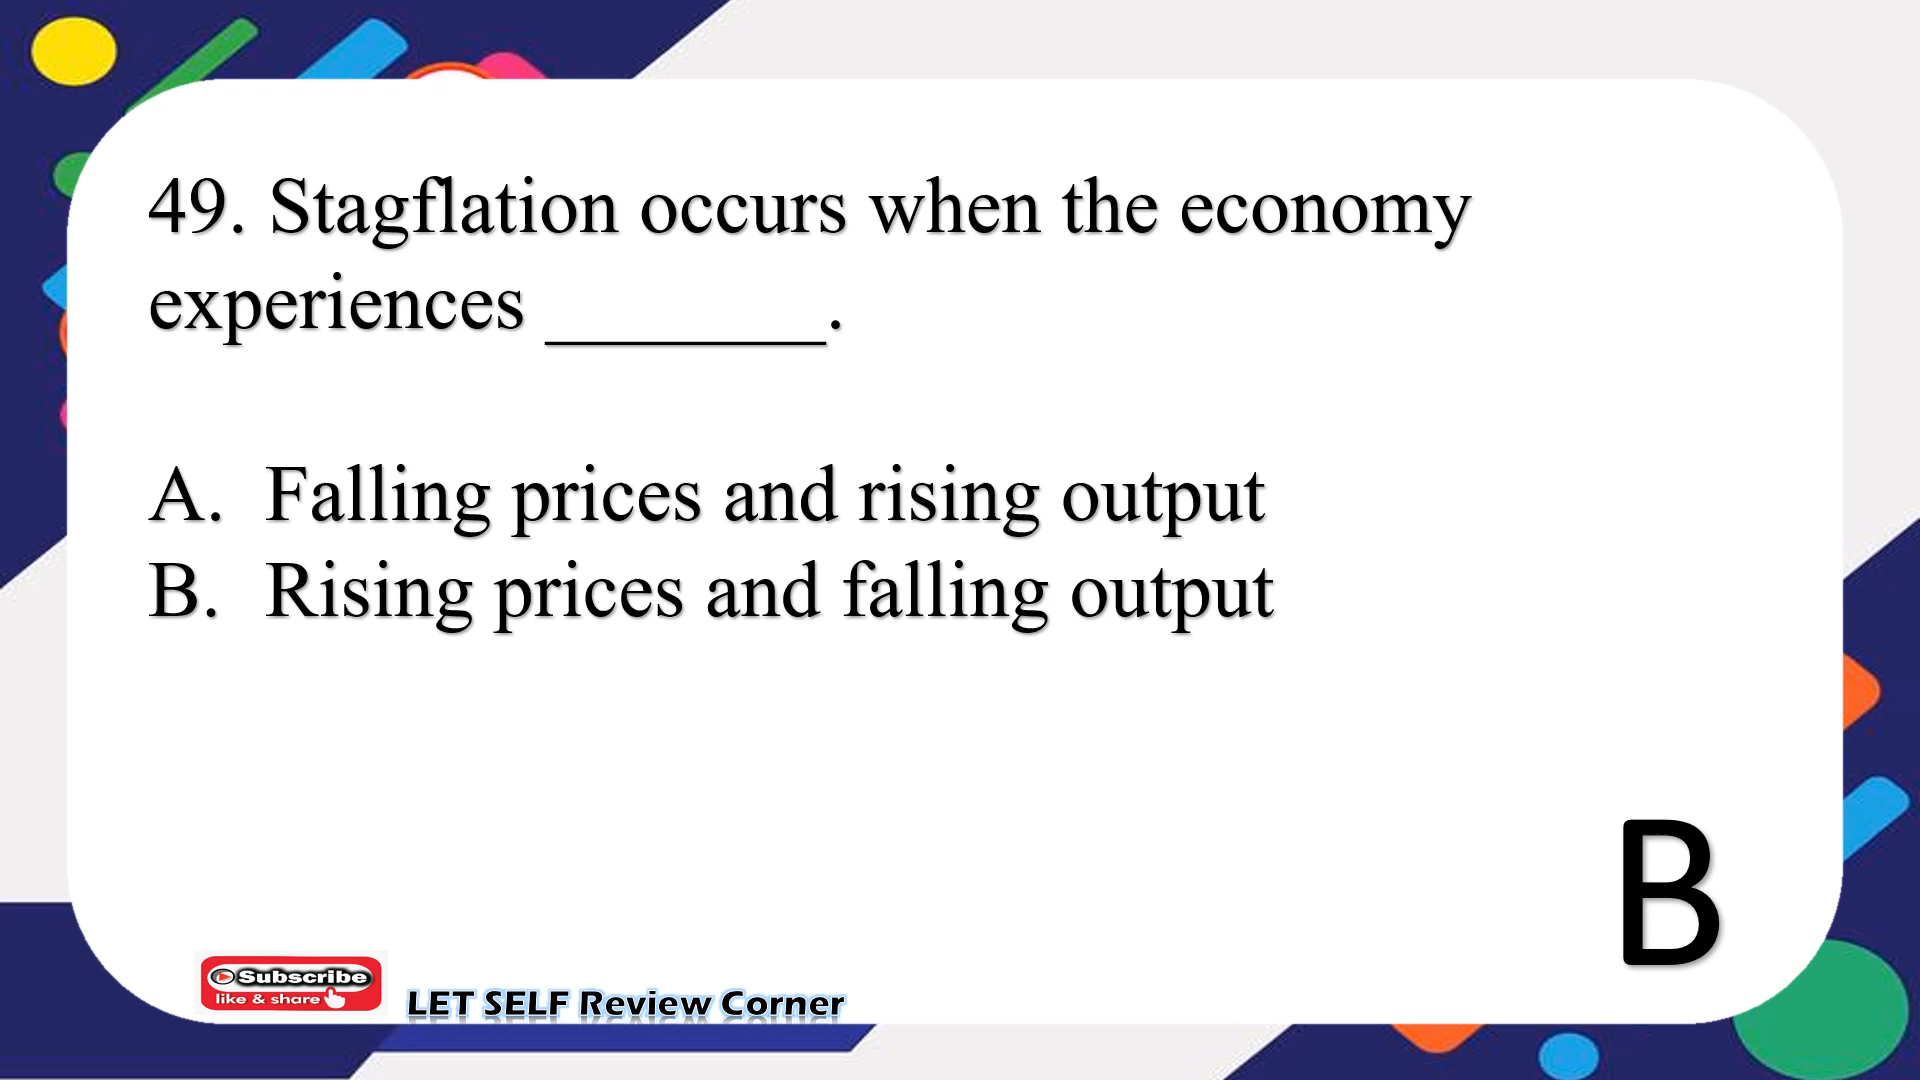 49. Stagflation occurs when the economy
experiences _______.
A. Falling prices and rising output
B. Rising prices and falling output
B
Subscribe
like & share
LET SELF Review Corner